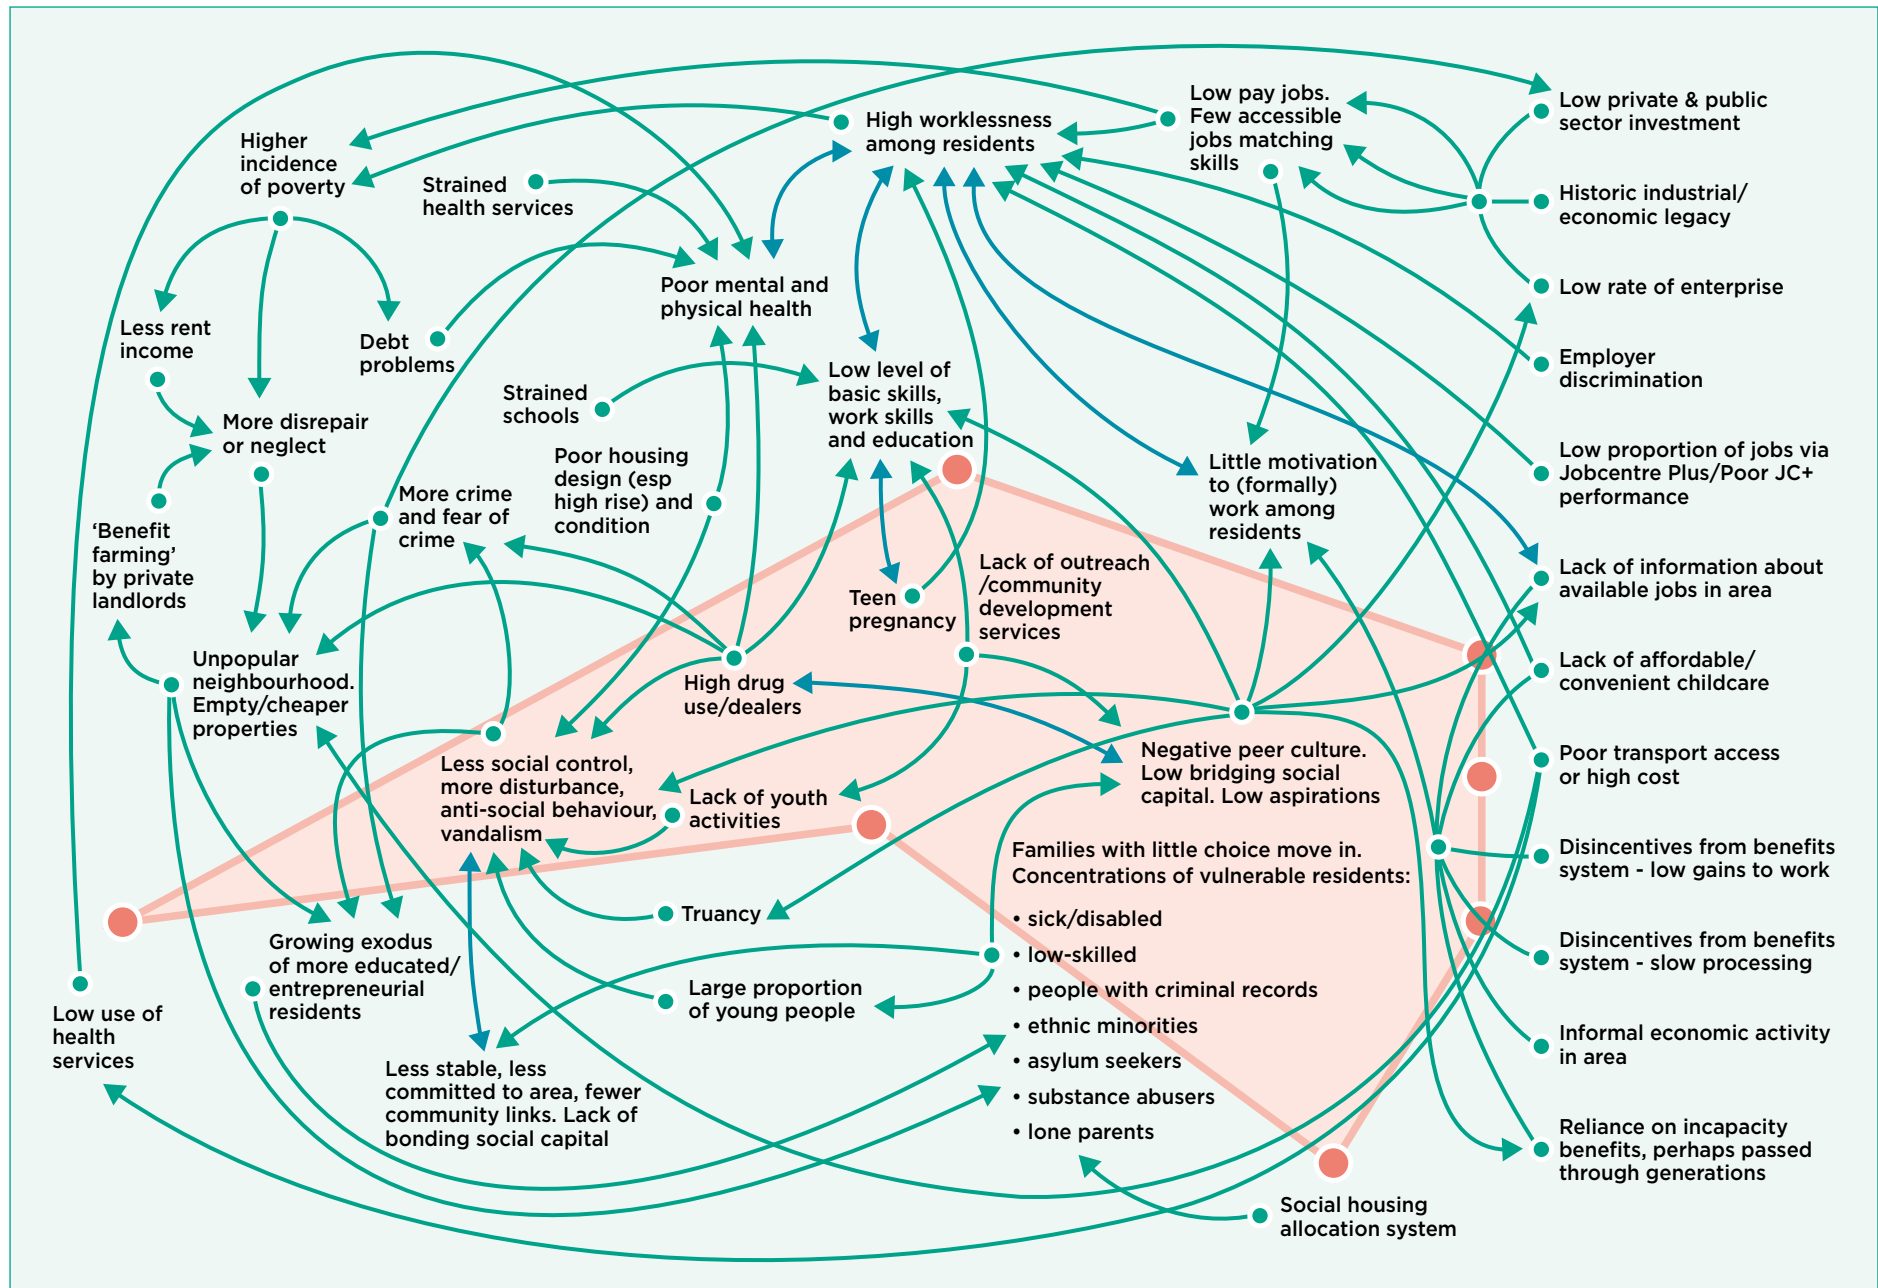 Higher
incidence
of poverty
Strained
health services
High worklessness
among residents
Low pay jobs.
Few accessible
jobs matching
skills
Low private & public
sector investment
Historic industrial/
economic legacy
Low rate of enterprise
Employer
discrimination
Low proportion of jobs via
Jobcentre Plus/Poor JC+
performance
Lack of information about
available jobs in area
Lack of affordable/
convenient childcare
Poor transport access
or high cost
Disincentives from benefits
system - low gains to work
Disincentives from benefits
system - slow processing
Informal economic activity
in area
Reliance on incapacity
benefits, perhaps passed
through generations
Less rent
income
Debt
problems
Poor mental and
physical health
More disrepair
or neglect
Strained
schools
Low level of
basic skills,
work skills
and education
Poor housing
design (esp
high rise) and
condition
More crime
and fear of
crime
Little motivation
to (formally)
work among
residents
‘Benefit
farming’
by private
landlords
Teen
pregnancy
Lack of outreach
/community
development
services
Unpopular
neighbourhood.
Empty/cheaper
properties
High drug
use/dealers
Less social control,
more disturbance,
anti-social behaviour,
vandalism
Lack of youth
activities
Negative peer culture.
Low bridging social
capital. Low aspirations
Truancy
Families with little choice move in.
Concentrations of vulnerable residents:
• sick/disabled
• low-skilled
• people with criminal records
• ethnic minorities
• asylum seekers
• substance abusers
• lone parents
Growing exodus
of more educated/
entrepreneurial
residents
Large proportion
of young people
Low use of
health
services
Less stable, less
committed to area, fewer
community links. Lack of
bonding social capital
Social housing
allocation system